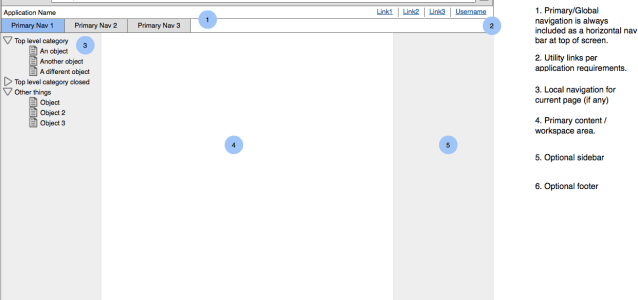 Application Name
Link1 Link2 Link3 Username
Primary Nav 1 Primary Nav 2 Primary Nav 3
1
2
Top level category
3
An object
Another object
A different object
Top level category closed
Other things
Object
Object 2
Object 3
4
5
1. Primary/Global
navigation is always
included as a horizontal nav
bar at top of screen.
2. Utility links per
application requirements.
3. Local navigation for
current page (if any)
4. Primary content /
workspace area.
5. Optional sidebar
6. Optional footer